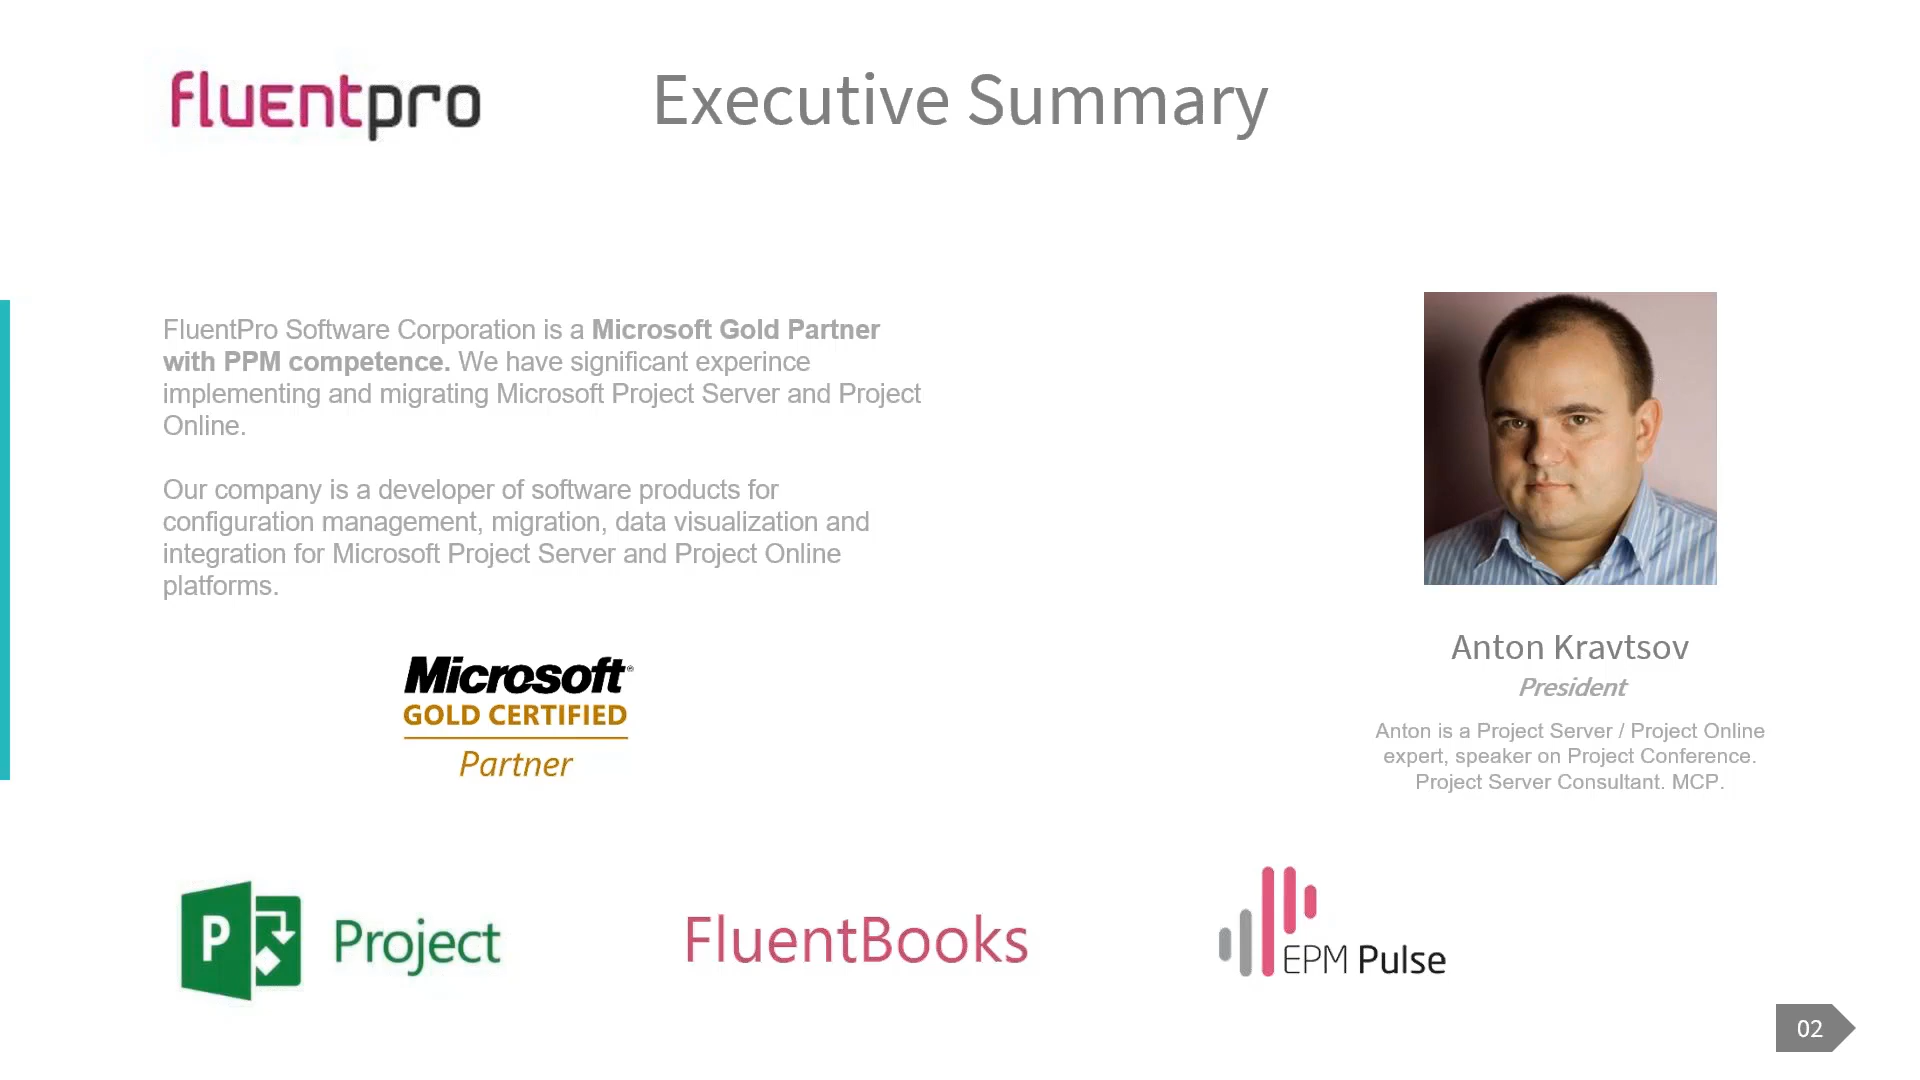 fluentpro
Executive Summary
FluentPro Software Corporation is a Microsoft Gold Partner
with PPM competence. We have significant experince
implementing and migrating Microsoft Project Server and Project
Online.
Our company is a developer of software products for
configuration management, migration, data visualization and
integration for Microsoft Project Server and Project Online
platforms.
Microsoft®
GOLD CERTIFIED
Partner
Anton Kravtsov
President
Anton is a Project Server / Project Online
expert, speaker on Project Conference.
Project Server Consultant. MCP.
P Project
FluentBooks
EPM Pulse
02